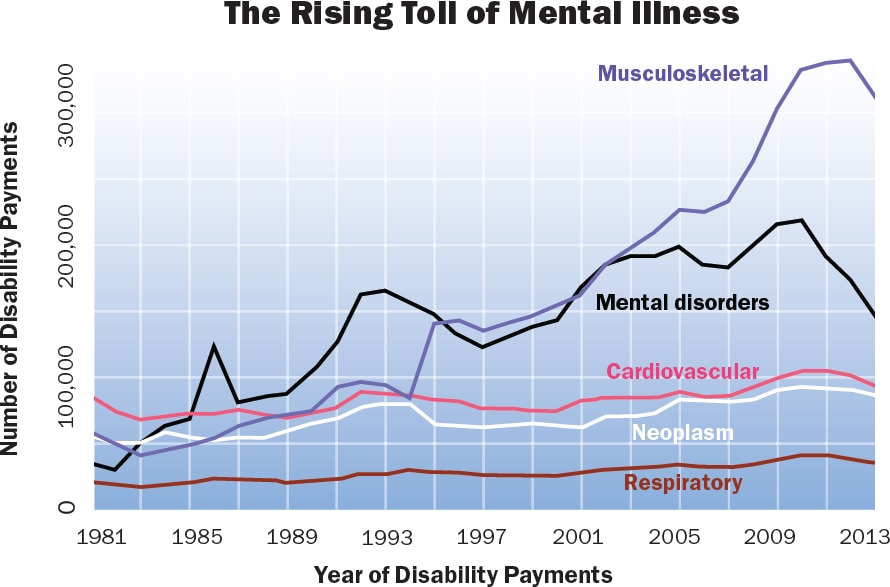 The Rising Toll of Mental Illness
Number of Disability Payments
300,000
200,000
100,000
0
Musculoskeletal
Mental disorders
Cardiovascular
Neoplasm
Respiratory
1981 1985 1989 1993 1997 2001 2005 2009 2013
Year of Disability Payments